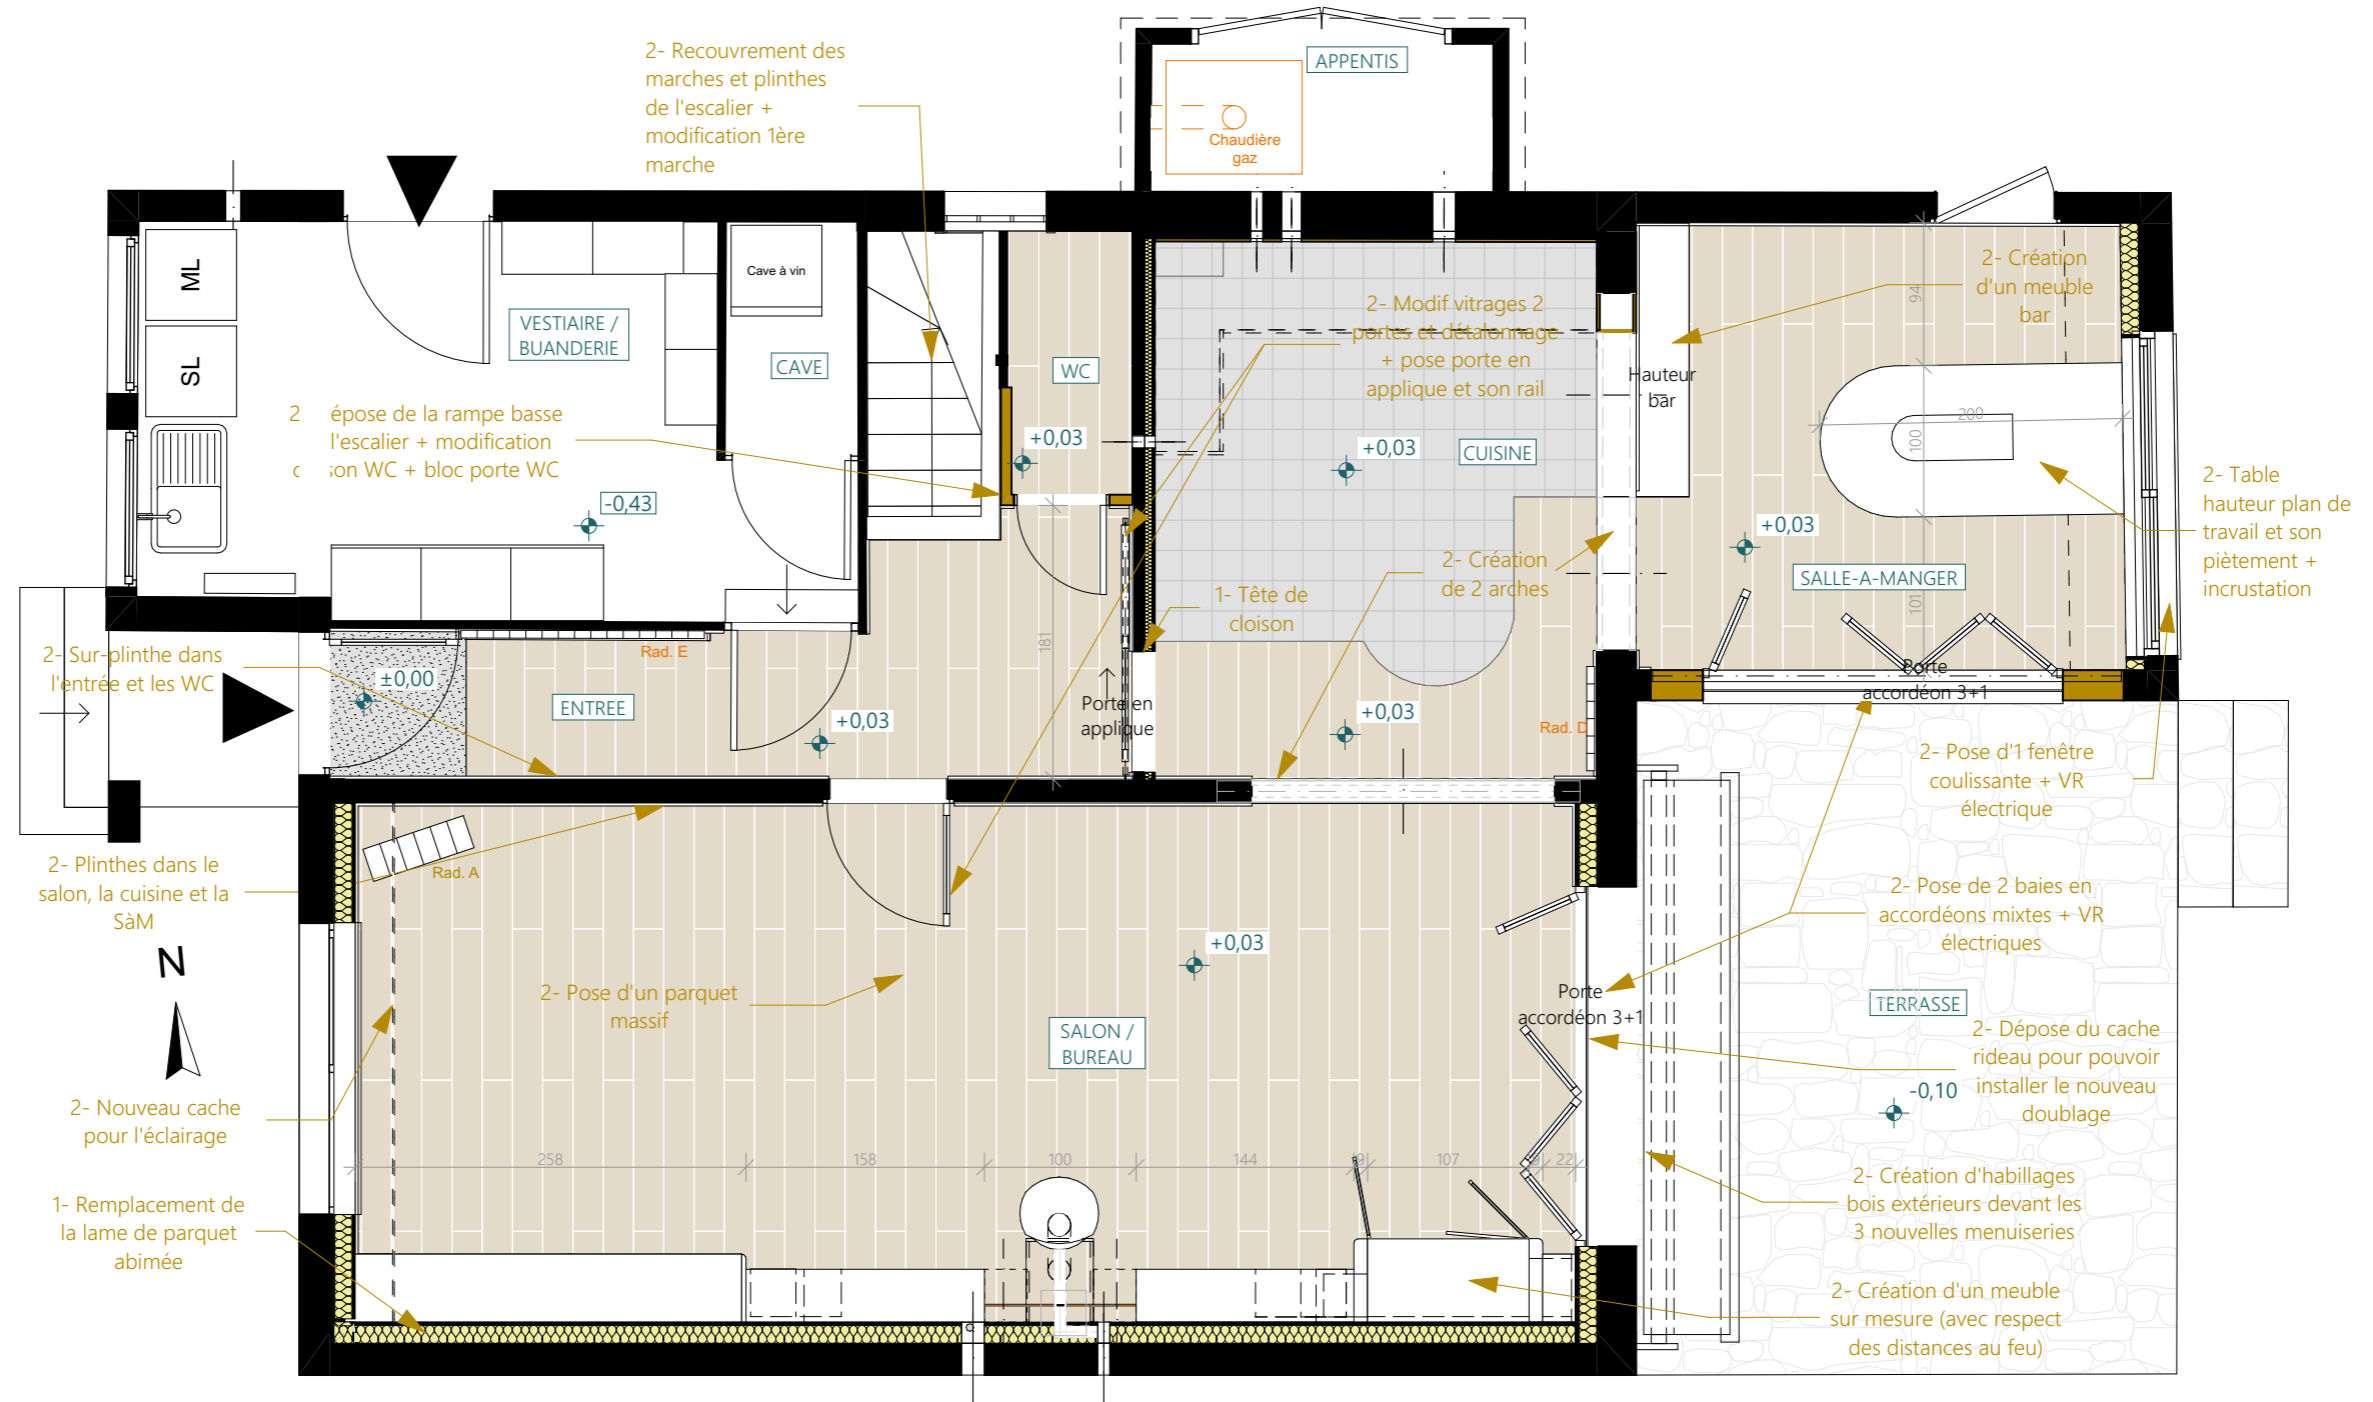 2- Recouvrement des
marches et plinthes
de l'escalier +
modification 1ère
marche
APPENTIS
Chaudière
gaz
ML
SL
VESTIAIRE /
BUANDERIE
Cave à vin
CAVE
WC
+0,03
2- Modif vitrages 2
portes et détalonnage
+ pose porte en
applique et son rail
+0,03
CUISINE
Hauteur
bar
2- Création
d'un meuble
bar
94
200
100
101
+0,03
SALLE-A-MANGER
2- Table
hauteur plan de
travail et son
piètement +
incrustation
2 épose de la rampe basse
l'escalier + modification
son WC + bloc porte WC
-0,43
2- Création
de 2 arches
1- Tête de
cloison
181
2- Sur-plinthe dans
l'entrée et les WC
±0,00
Rad. E
ENTREE
+0,03
Porte en
applique
+0,03
Rad. D
Porte
accordéon 3+1
2- Pose d'1 fenêtre
coulissante + VR
électrique
2- Plinthes dans le
salon, la cuisine et la
SàM
Rad. A
N
2- Pose de 2 baies en
accordéons mixtes + VR
électriques
+0,03
2- Pose d'un parquet
massif
SALON /
BUREAU
Porte
accordéon 3+1
TERRASSE
2- Dépose du cache
rideau pour pouvoir
installer le nouveau
doublage
-0,10
2- Nouveau cache
pour l'éclairage
258
158
100
144
107
22
1- Remplacement de
la lame de parquet
abimée
2- Création d'habillages
bois extérieurs devant les
3 nouvelles menuiseries
2- Création d'un meuble
sur mesure (avec respect
des distances au feu)